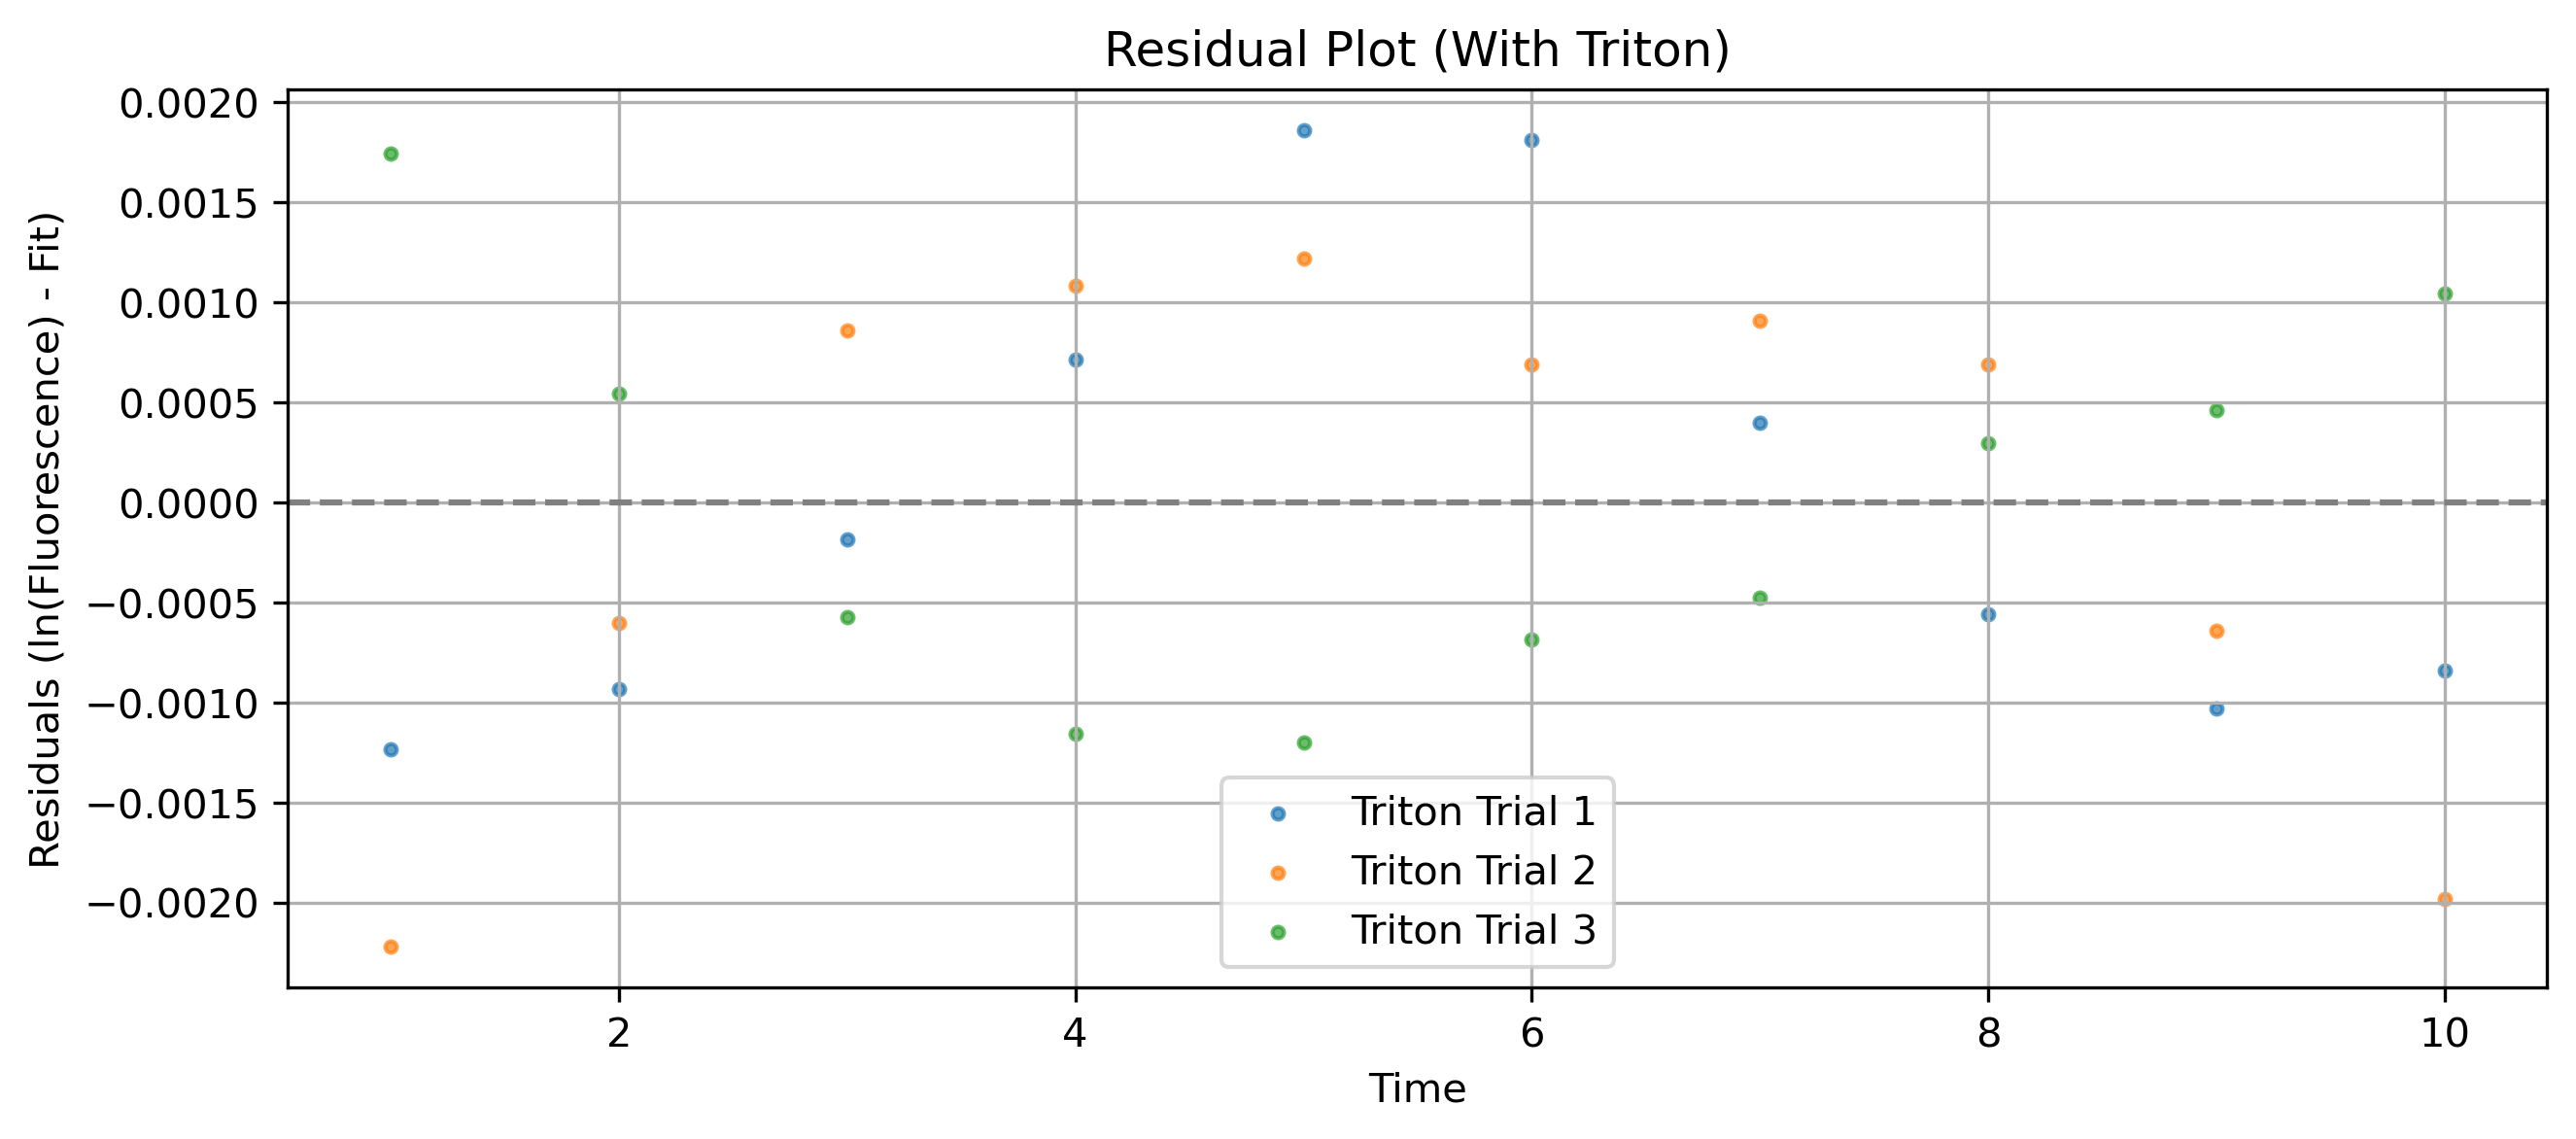 Residual Plot (With Triton)
Residuals (ln(Fluorescence) - Fit)
0.0020
0.0015
0.0010
0.0005
0.0000
−0.0005
−0.0010
−0.0015
−0.0020
Triton Trial 1
Triton Trial 2
Triton Trial 3
2 4 6 8 10
Time